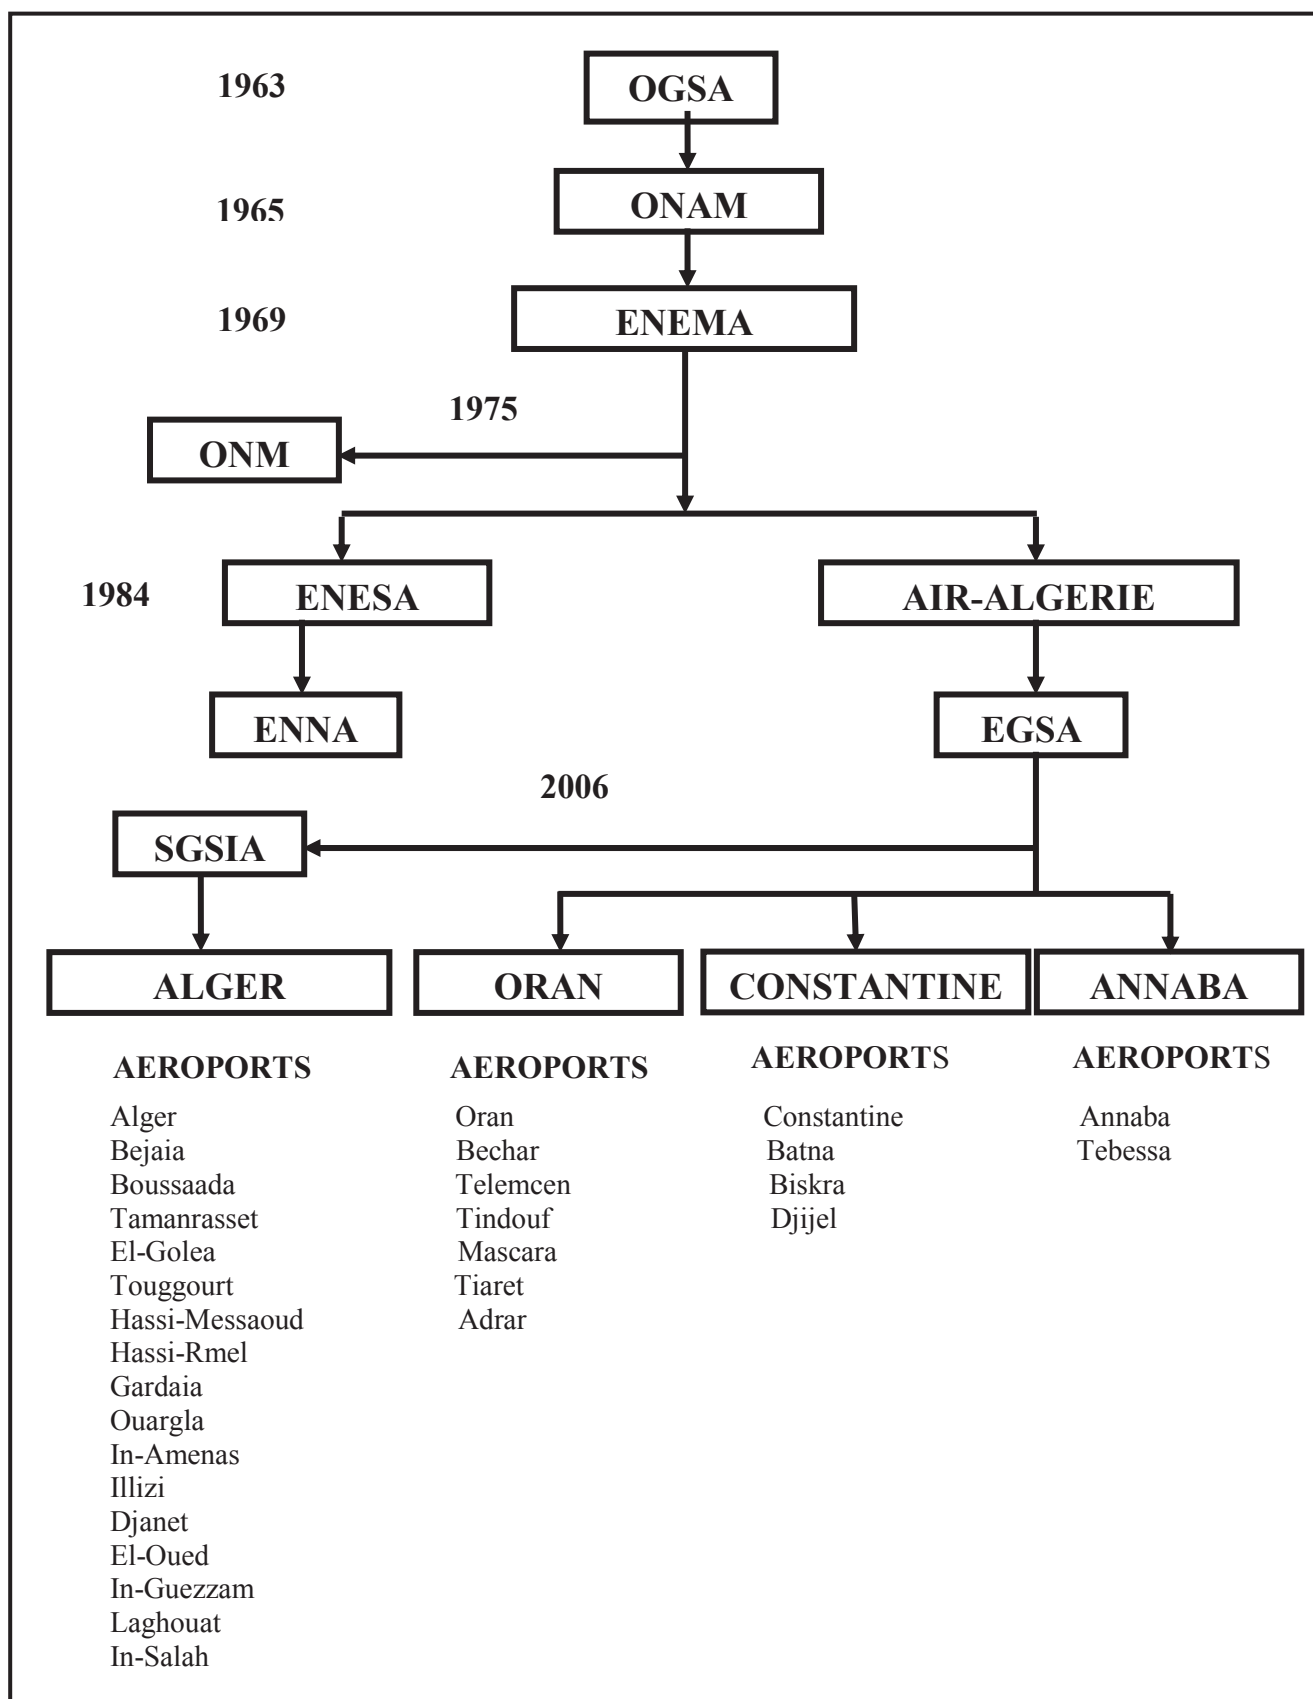 1963
OGSA
1965
ONAM
1969
ENEMA
1975
ONM
1984
ENESA
AIR-ALGERIE
ENNA
EGSA
2006
SGSIA
ALGER
ORAN
CONSTANTINE
ANNABA
AEROPORTS
Alger
Bejaia
Boussaada
Tamanrasset
El-Golea
Touggourt
Hassi-Messaoud
Hassi-Rmel
Gardaia
Ouargla
In-Amenas
Illizi
Djanet
El-Oued
In-Guezzam
Laghouat
In-Salah
AEROPORTS
Oran
Bechar
Telemcen
Tindouf
Mascara
Tiaret
Adrar
AEROPORTS
Constantine
Batna
Biskra
Djijel
AEROPORTS
Annaba
Tebessa